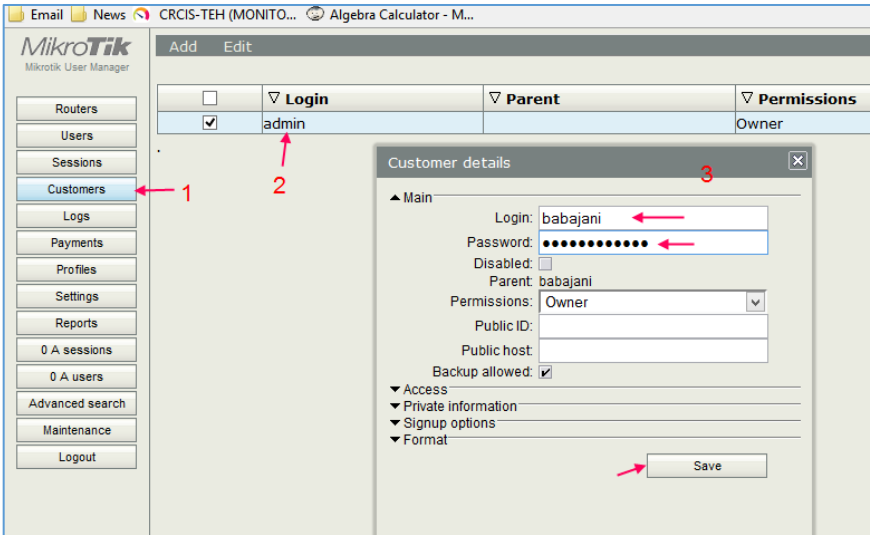 Email News CRCIS-TEH (MONITO... Algebra Calculator - M...
MikroTik
Mikrotik User Manager
Add Edit
Login Parent Permissions
admin Owner
Routers
Users
Sessions
Customers
Logs
Payments
Profiles
Settings
Reports
0 A sessions
0 A users
Advanced search
Maintenance
Logout
1
2
3
Customer details
Main
Login: babajani
Password: ••••••••••••
Disabled:
Parent: babajani
Permissions: Owner
Public ID:
Public host:
Backup allowed:
Access
Private information
Signup options
Format
Save